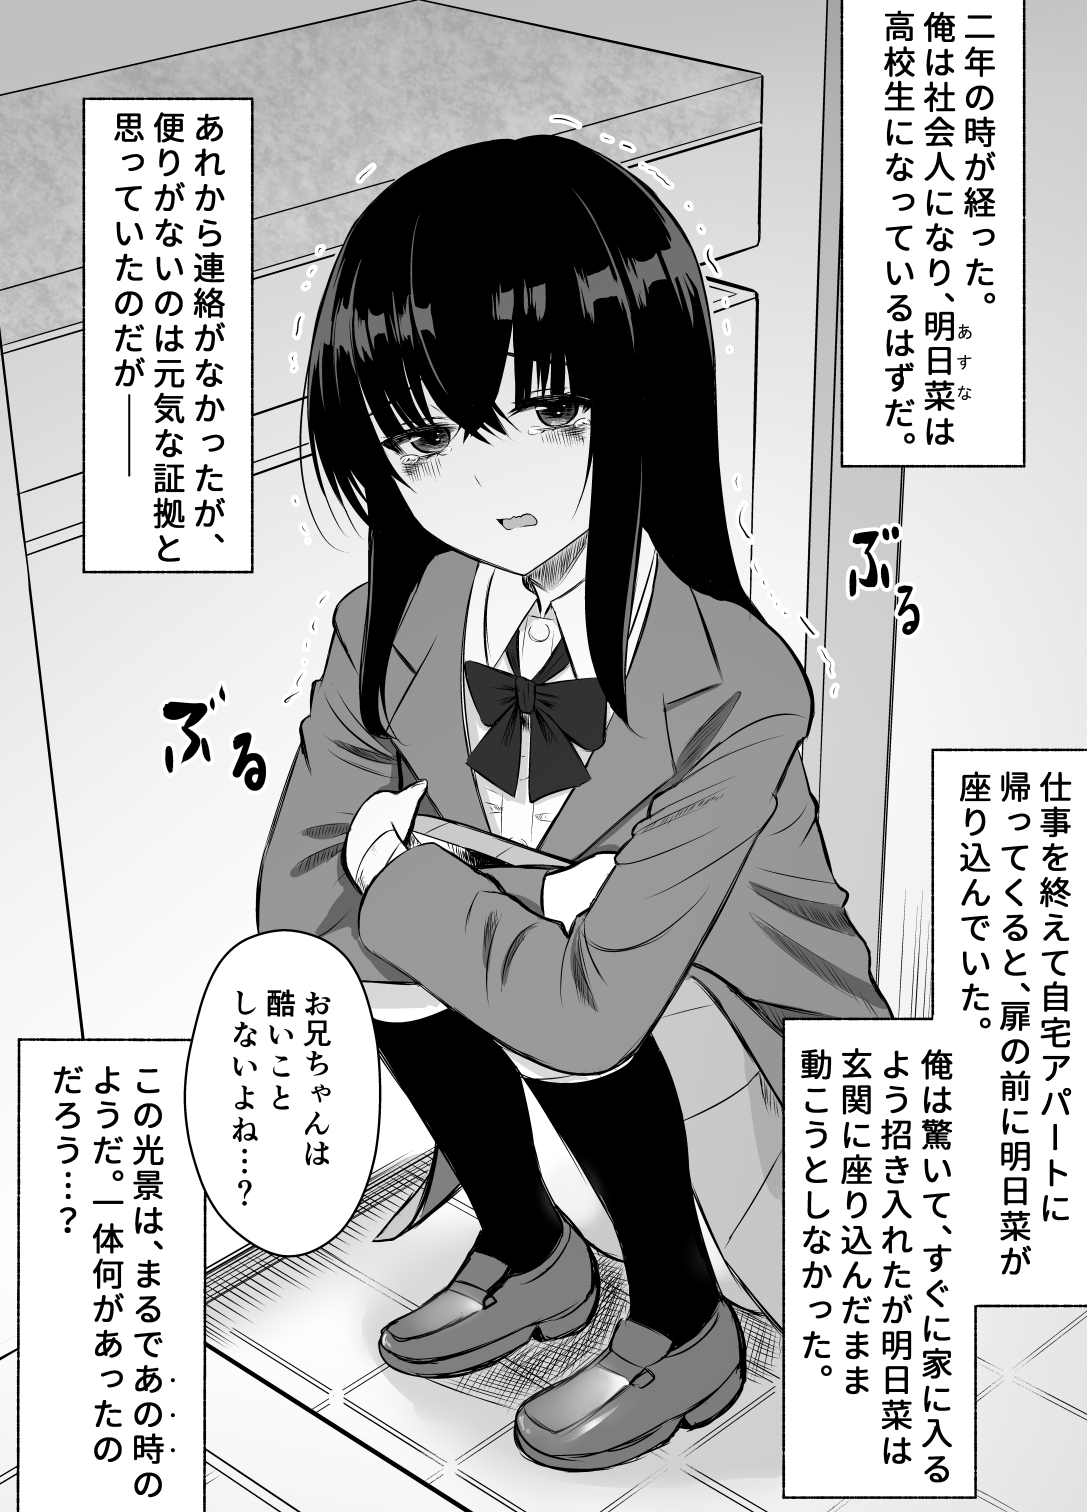 二年の時が経った。
俺は社会人になり、明日菜は
あすな
高校生になっているはずだ。
あれから連絡がなかったが、
便りがないのは元気な証拠と
思っていたのだが――
ぶる
ぶる
仕事を終えて自宅アパートに
帰ってくると、扉の前に明日菜が
座り込んでいた。
俺は驚いて、すぐに家に入る
よう招き入れたが明日菜は
玄関に座り込んだまま
動こうとしなかった。
お兄ちゃんは
酷いこと
しないよね…?
この光景は、まるであの時の
ようだ。一体何があったの
だろう…?